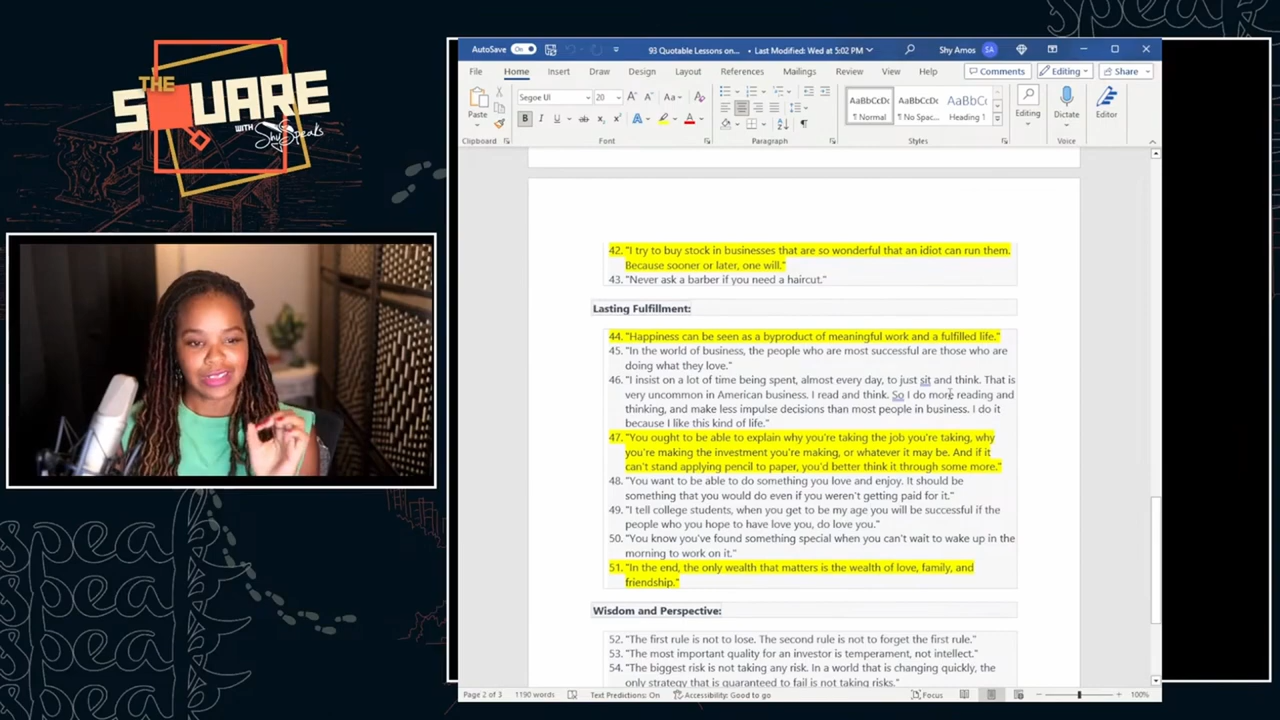 THE
SQUARE
WITH ShySpeaks
speak
speak
speak
speak
speak
AutoSave On 93 Quotable Lessons on... • Last Modified: Wed at 5:02 PM Shy Amos SA
File Home Insert Draw Design Layout References Mailings Review View Help Comments Editing Share
Segoe UI 20 A A Aa A
Paste B I U ab x x A A
AaBbCcDc AaBbCcDc AaBbCc
Normal No Spac... Heading 1
Editing Dictate Editor
Clipboard Font Paragraph Styles Voice
42. "I try to buy stock in businesses that are so wonderful that an idiot can run them.
Because sooner or later, one will."
43. "Never ask a barber if you need a haircut."
Lasting Fulfillment:
44. "Happiness can be seen as a byproduct of meaningful work and a fulfilled life."
45. "In the world of business, the people who are most successful are those who are
doing what they love."
46. "I insist on a lot of time being spent, almost every day, to just sit and think. That is
very uncommon in American business. I read and think. So I do more reading and
thinking, and make less impulse decisions than most people in business. I do it
because I like this kind of life."
47. "You ought to be able to explain why you're taking the job you're taking, why
you're making the investment you're making, or whatever it may be. And if it
can't stand applying pencil to paper, you'd better think it through some more."
48. "You want to be able to do something you love and enjoy. It should be
something that you would do even if you weren't getting paid for it."
49. "I tell college students, when you get to be my age you will be successful if the
people who you hope to have love you, do love you."
50. "You know you've found something special when you can't wait to wake up in the
morning to work on it."
51. "In the end, the only wealth that matters is the wealth of love, family, and
friendship."
Wisdom and Perspective:
52. "The first rule is not to lose. The second rule is not to forget the first rule."
53. "The most important quality for an investor is temperament, not intellect."
54. "The biggest risk is not taking any risk. In a world that is changing quickly, the
only strategy that is guaranteed to fail is not taking risks."
Page 2 of 3 1190 words Text Predictions: On Accessibility: Good to go Focus 100%